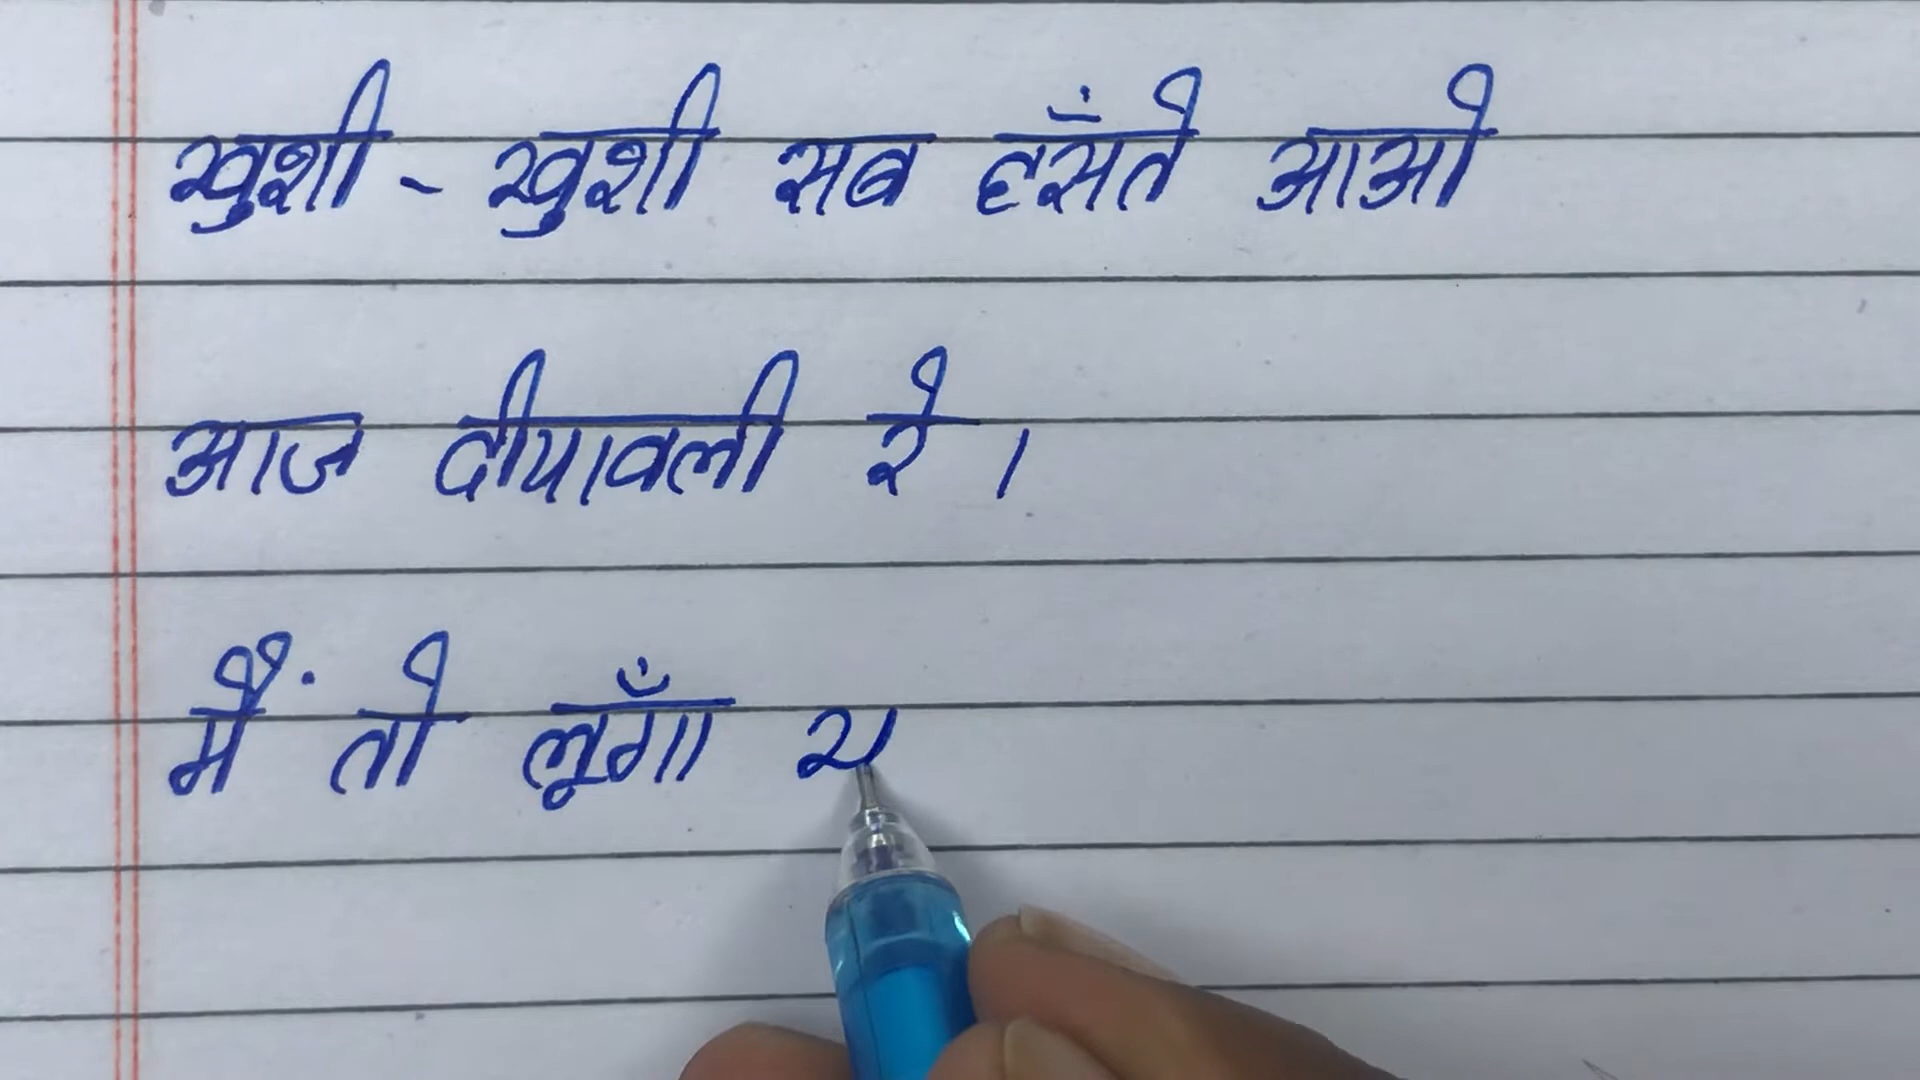 खुशी - खुशी सब हँसते आओ
आज दीपावली रे ।
मैं तो लूँगा